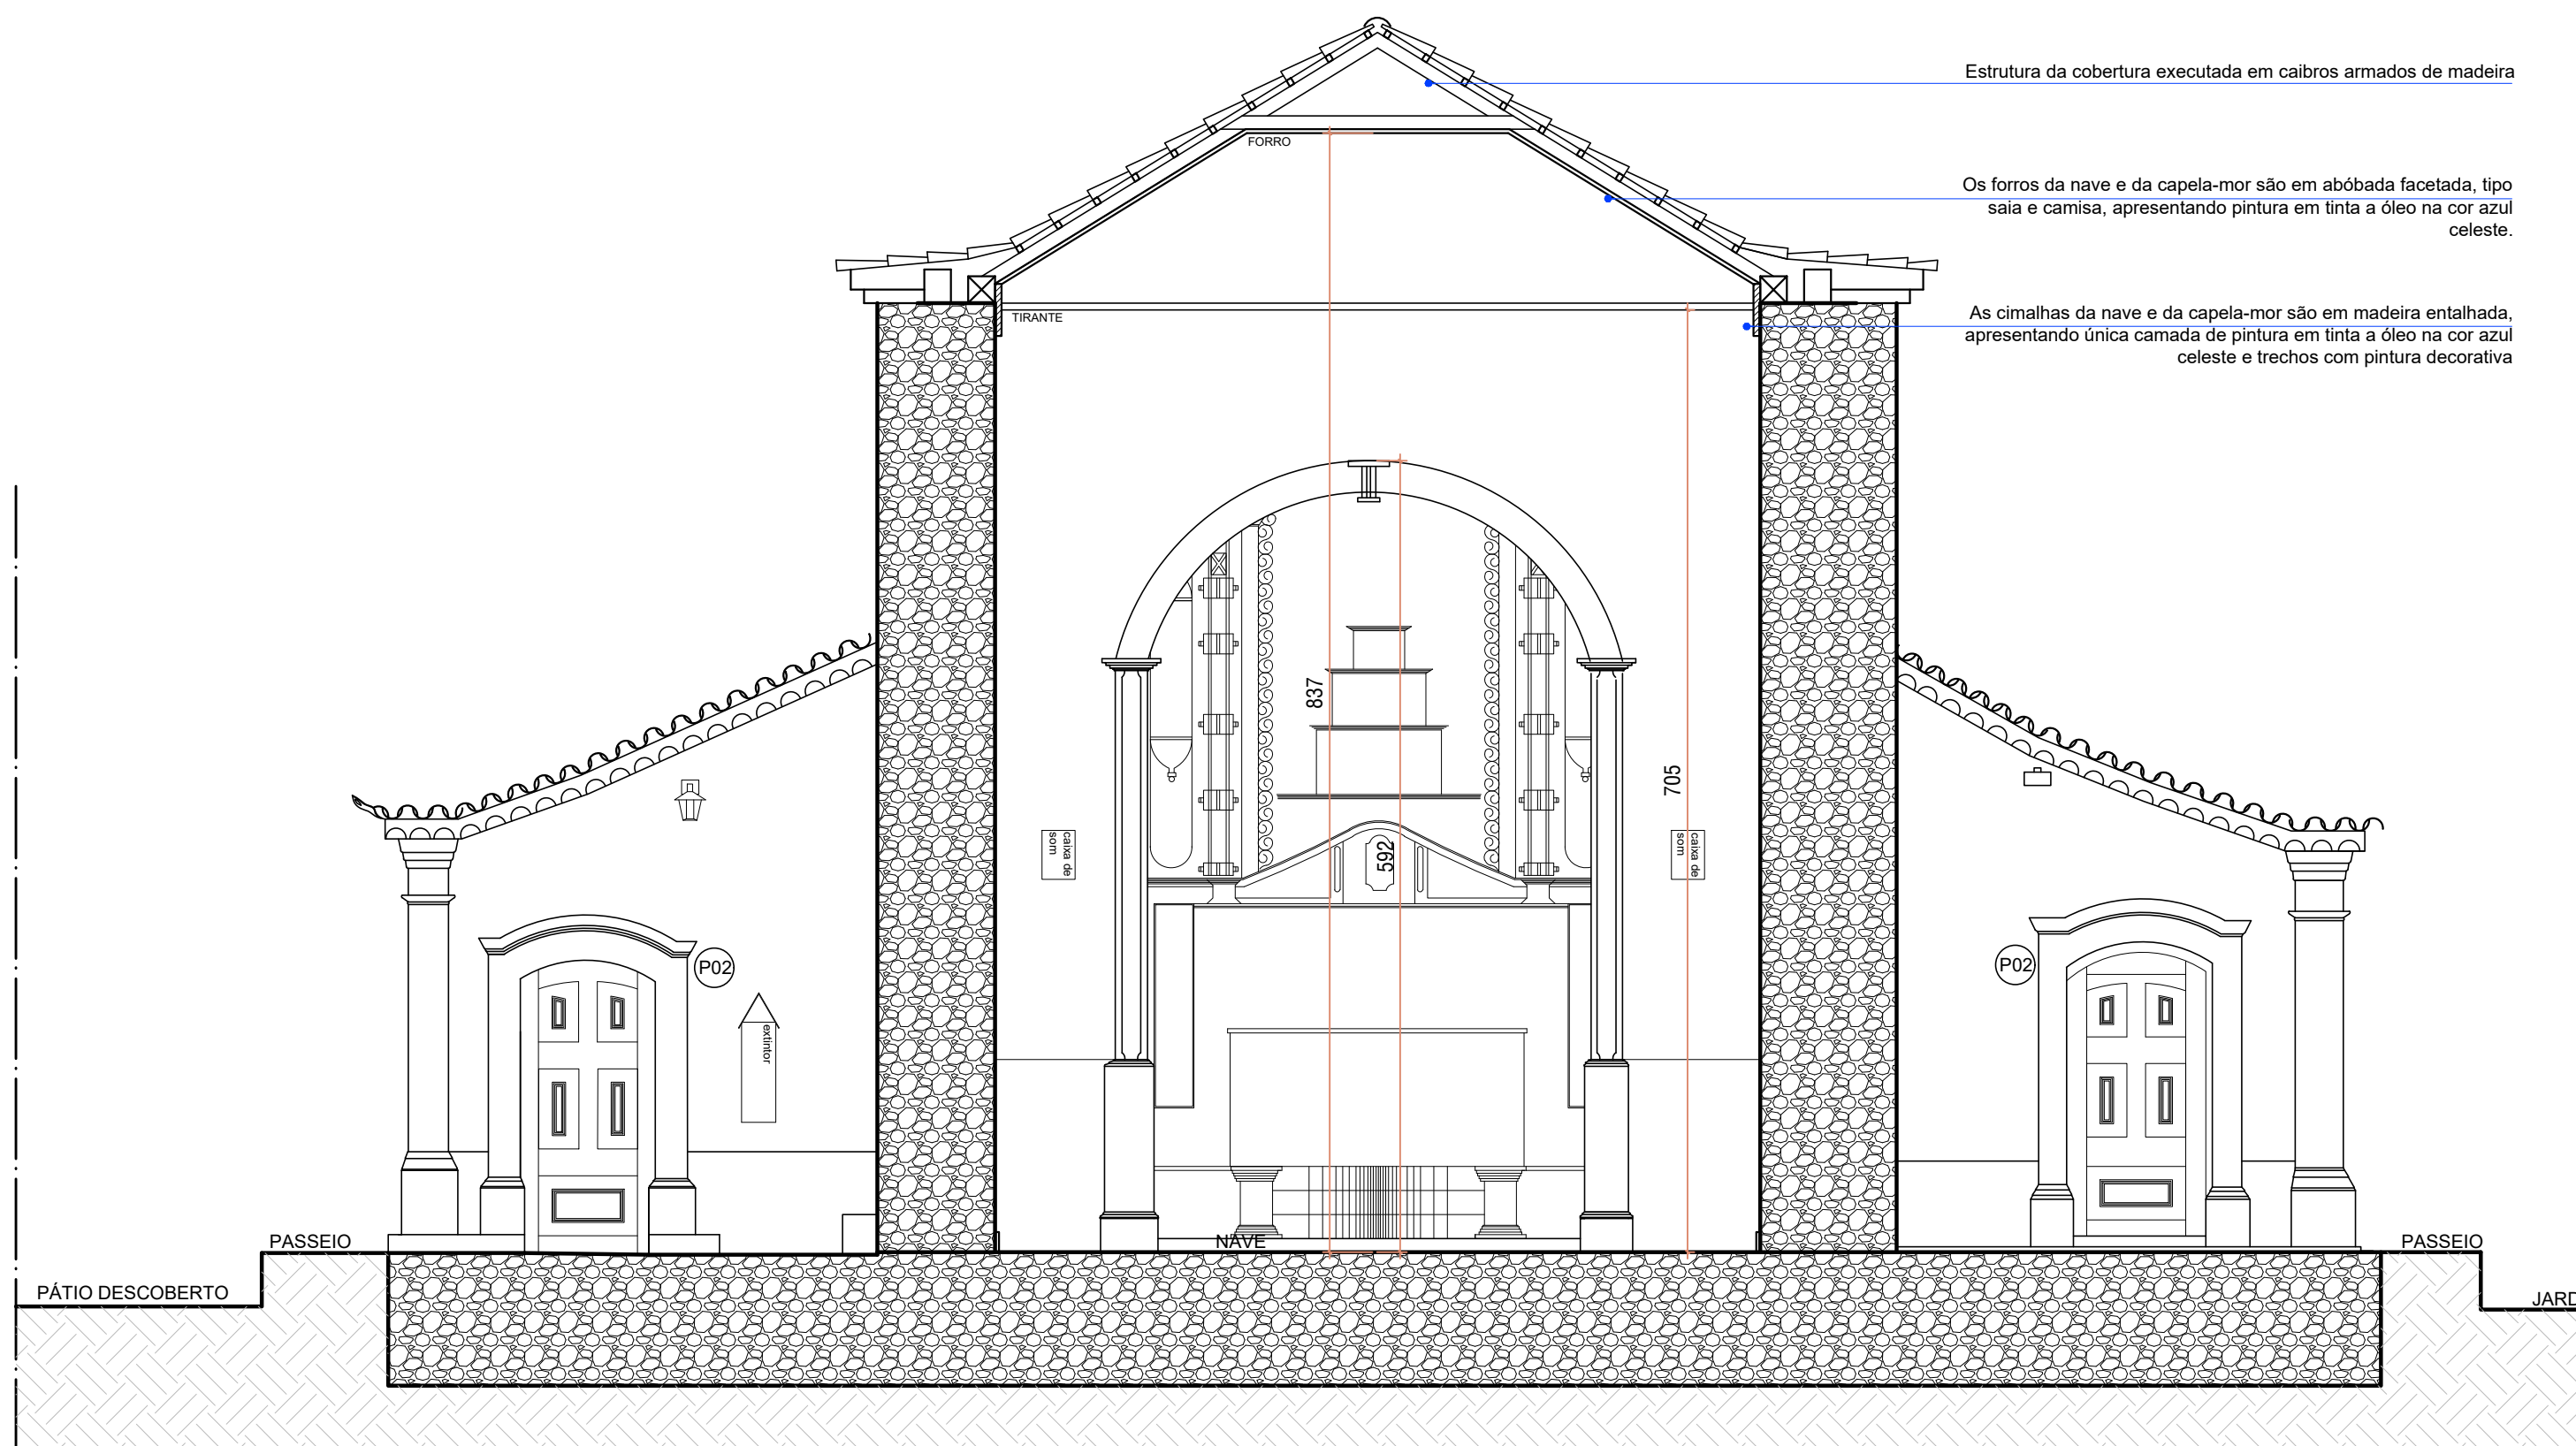 Estrutura da cobertura executada em caibros armados de madeira
FORRO
Os forros da nave e da capela-mor são em abóbada facetada, tipo
saia e camisa, apresentando pintura em tinta a óleo na cor azul
celeste.
TIRANTE
As cimalhas da nave e da capela-mor são em madeira entalhada,
apresentando única camada de pintura em tinta a óleo na cor azul
celeste e trechos com pintura decorativa
837
705
592
caixa de
som
caixa de
som
P02
P02
extintor
PASSEIO
NAVE
PASSEIO
PÁTIO DESCOBERTO
JARD